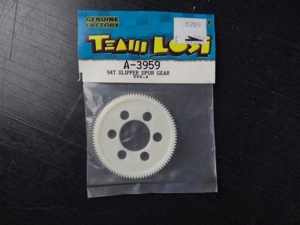 GENUINE
FACTORY
TEAM LOSI
A-3959
94T SLIPPER SPUR GEAR